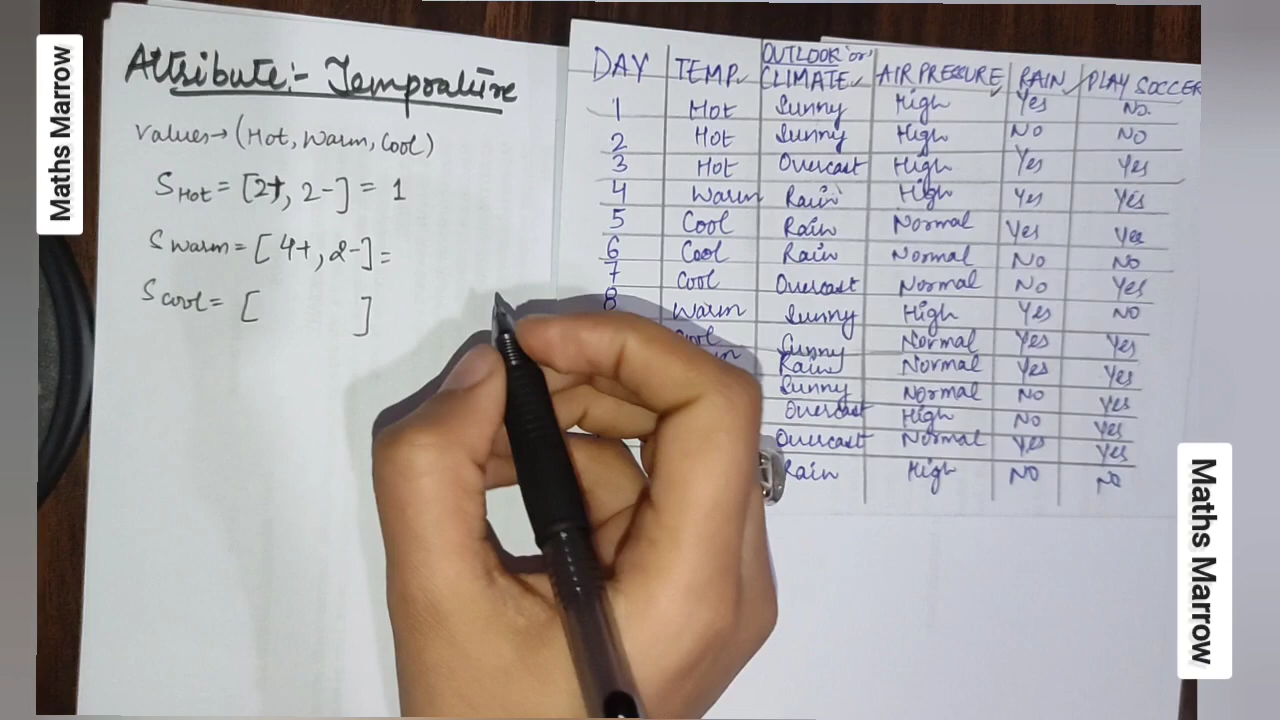 Attribute:- Temprature
Values→ (Hot, Warm, Cool)
S Hot = [2+, 2-] = 1
S Warm = [4+, 2-] =
S Cool = [ ]
DAY TEMP. OUTLOOK 'or' CLIMATE AIR PRESSURE RAIN PLAY SOCCER
1 Hot Sunny High Yes No.
2 Hot Sunny High No No
3 Hot Overcast High Yes Yes
4 Warm Rain High Yes Yes
5 Cool Rain Normal Yes Yes
6 Cool Rain Normal No No
7 Cool Overcast Normal No Yes
8 Warm Sunny High Yes No
Sunny Normal Yes Yes
Rain Normal Yes Yes
Sunny Normal No Yes
Overcast High No Yes
Overcast Normal Yes Yes
Rain High No No
Maths Marrow
Maths Marrow